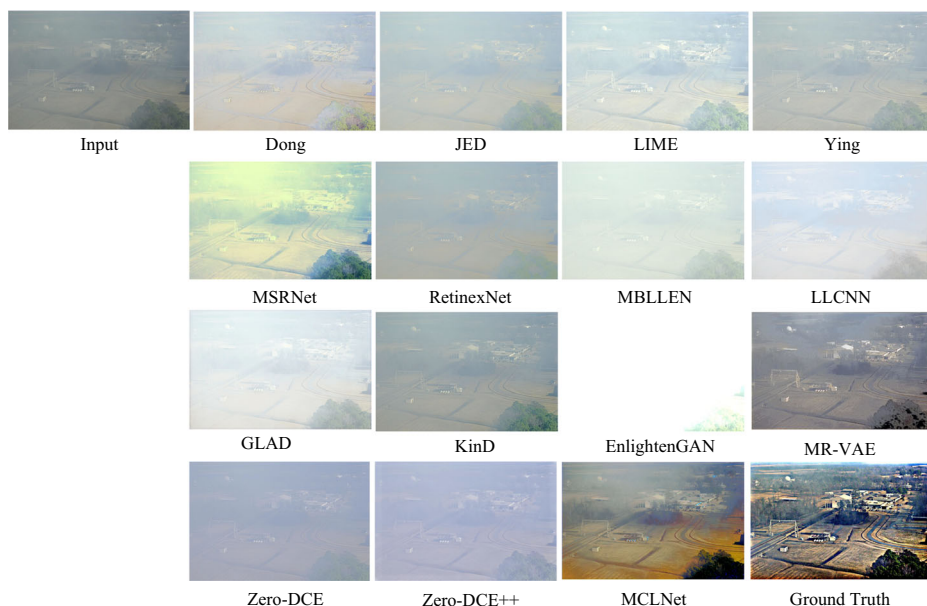 Input Dong JED LIME Ying
MSRNet RetinexNet MBLLEN LLCNN
GLAD KinD EnlightenGAN MR-VAE
Zero-DCE Zero-DCE++ MCLNet Ground Truth